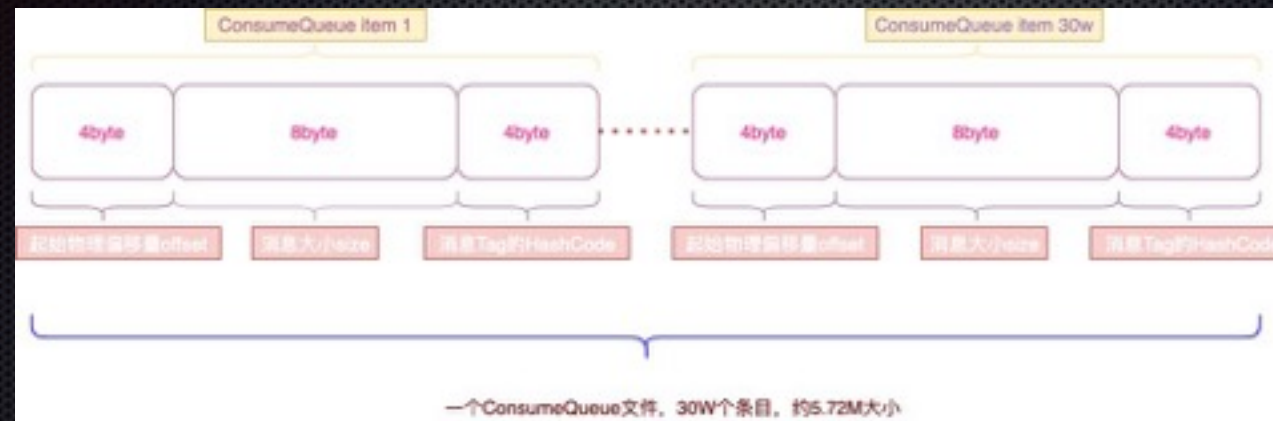 ConsumeQueue item 1
ConsumeQueue item 30w
4byte
8byte
4byte
4byte
8byte
4byte
起始物理偏移量offset
消息大小size
消息Tag的HashCode
起始物理偏移量offset
消息大小size
消息Tag的HashCode
一个ConsumeQueue文件，30W个条目，约5.72M大小